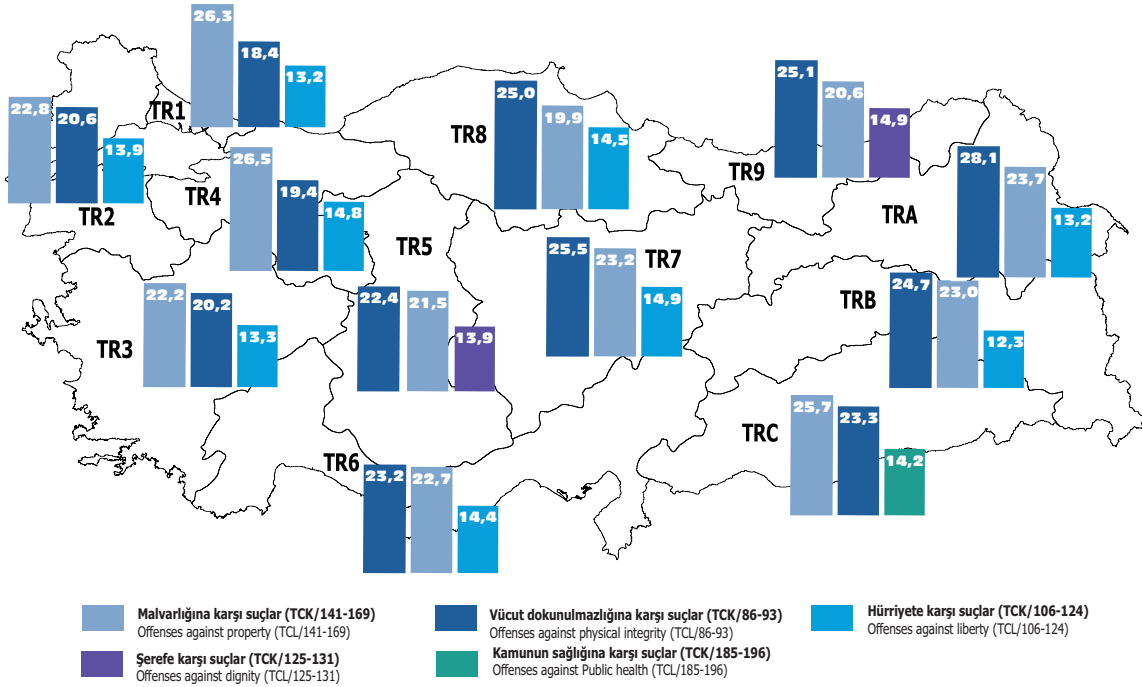 26,3
18,4
13,2
TR1
22,8
20,6
13,9
TR2
26,5
19,4
14,8
TR4
25,0
19,9
14,5
TR8
25,1
20,6
14,9
TR9
28,1
23,7
13,2
TRA
TR5
22,4
21,5
13,9
25,5
23,2
14,9
TR7
24,7
23,0
12,3
TRB
22,2
20,2
13,3
TR3
25,7
23,3
14,2
TRC
TR6
23,2
22,7
14,4
Malvarlığına karşı suçlar (TCK/141-169)
Offenses against property (TCL/141-169)
Vücut dokunulmazlığına karşı suçlar (TCK/86-93)
Offenses against physical integrity (TCL/86-93)
Hürriyete karşı suçlar (TCK/106-124)
Offenses against liberty (TCL/106-124)
Şerefe karşı suçlar (TCK/125-131)
Offenses against dignity (TCL/125-131)
Kamunun sağlığına karşı suçlar (TCK/185-196)
Offenses against Public health (TCL/185-196)